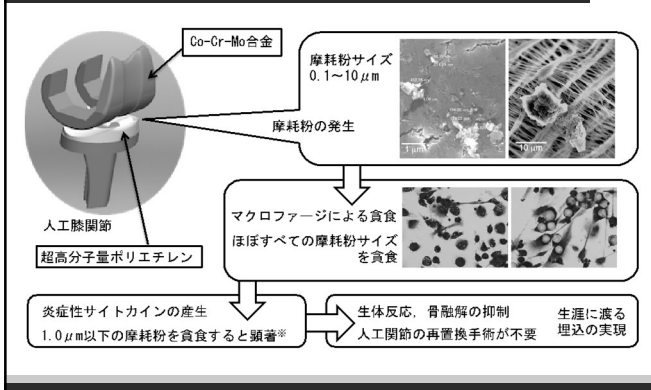 Co-Cr-Mo合金
人工膝関節
超高分子量ポリエチレン
摩耗粉サイズ
0.1～10μm
摩耗粉の発生
1 μm
10 μm
マクロファージによる貪食
ほぼすべての摩耗粉サイズ
を貪食
炎症性サイトカインの産生
1.0μm以下の摩耗粉を貪食すると顕著※
生体反応，骨融解の抑制
人工関節の再置換手術が不要
生涯に渡る
埋込の実現